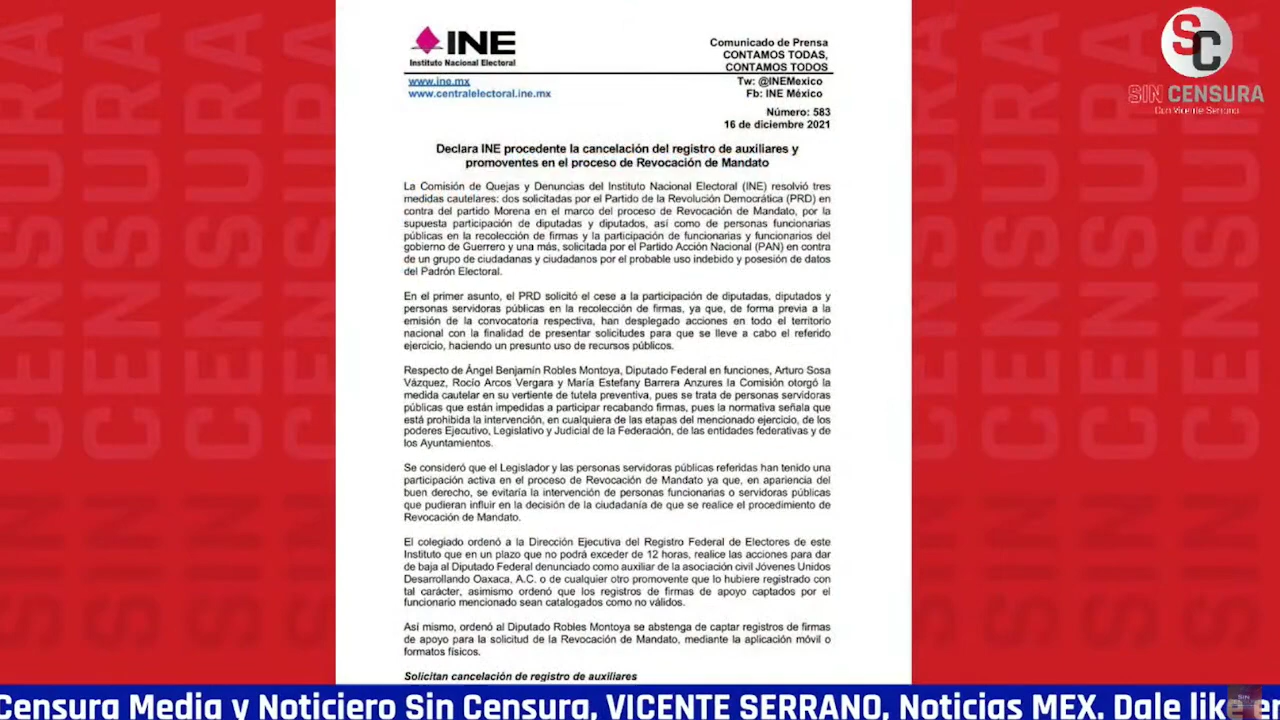 INE
Instituto Nacional Electoral
www.ine.mx
www.centralelectoral.ine.mx
Comunicado de Prensa
CONTAMOS TODAS,
CONTAMOS TODOS
Tw: @INEMexico
Fb: INE México
Número: 583
16 de diciembre 2021
SC
SIN CENSURA
Con Vicente Serrano
Declara INE procedente la cancelación del registro de auxiliares y
promoventes en el proceso de Revocación de Mandato
La Comisión de Quejas y Denuncias del Instituto Nacional Electoral (INE) resolvió tres
medidas cautelares: dos solicitadas por el Partido de la Revolución Democrática (PRD) en
contra del partido Morena en el marco del proceso de Revocación de Mandato, por la
supuesta participación de diputadas y diputados, así como de personas funcionarias
públicas en la recolección de firmas y la participación de funcionarias y funcionarios del
gobierno de Guerrero y una más, solicitada por el Partido Acción Nacional (PAN) en contra
de un grupo de ciudadanas y ciudadanos por el probable uso indebido y posesión de datos
del Padrón Electoral.
En el primer asunto, el PRD solicitó el cese a la participación de diputadas, diputados y
personas servidoras públicas en la recolección de firmas, ya que, de forma previa a la
emisión de la convocatoria respectiva, han desplegado acciones en todo el territorio
nacional con la finalidad de presentar solicitudes para que se lleve a cabo el referido
ejercicio, haciendo un presunto uso de recursos públicos.
Respecto de Ángel Benjamín Robles Montoya, Diputado Federal en funciones, Arturo Sosa
Vázquez, Rocío Arcos Vergara y María Estefany Barrera Anzures la Comisión otorgó la
medida cautelar en su vertiente de tutela preventiva, pues se trata de personas servidoras
públicas que están impedidas a participar recabando firmas, pues la normativa señala que
está prohibida la intervención, en cualquiera de las etapas del mencionado ejercicio, de los
poderes Ejecutivo, Legislativo y Judicial de la Federación, de las entidades federativas y de
los Ayuntamientos.
Se consideró que el Legislador y las personas servidoras públicas referidas han tenido una
participación activa en el proceso de Revocación de Mandato ya que, en apariencia del
buen derecho, se evitaría la intervención de personas funcionarias o servidoras públicas
que pudieran influir en la decisión de la ciudadanía de que se realice el procedimiento de
Revocación de Mandato.
El colegiado ordenó a la Dirección Ejecutiva del Registro Federal de Electores de este
Instituto que en un plazo que no podrá exceder de 12 horas, realice las acciones para dar
de baja al Diputado Federal denunciado como auxiliar de la asociación civil Jóvenes Unidos
Desarrollando Oaxaca, A.C. o de cualquier otro promovente que lo hubiere registrado con
tal carácter, asimismo ordenó que los registros de firmas de apoyo captados por el
funcionario mencionado sean catalogados como no válidos.
Así mismo, ordenó al Diputado Robles Montoya se abstenga de captar registros de firmas
de apoyo para la solicitud de la Revocación de Mandato, mediante la aplicación móvil o
formatos físicos.
Solicitan cancelación de registro de auxiliares
Censura Media y Noticiero Sin Censura, VICENTE SERRANO, Noticias MEX. Dale like en